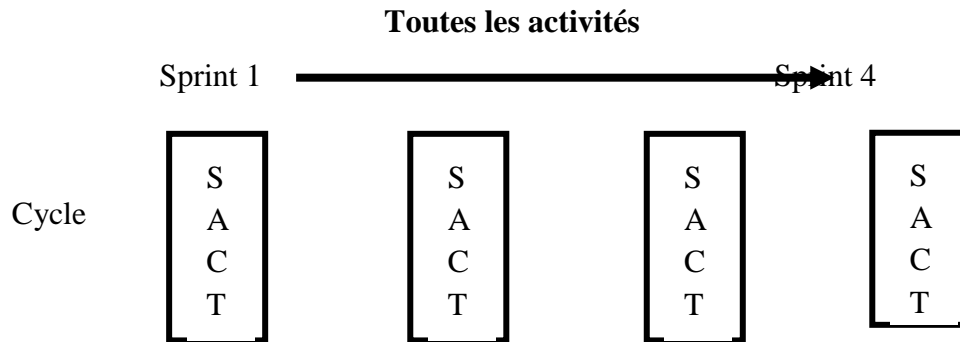 Toutes les activités
Sprint 1 Sprint 4
S S S S
Cycle A A A A
C C C C
T T T T